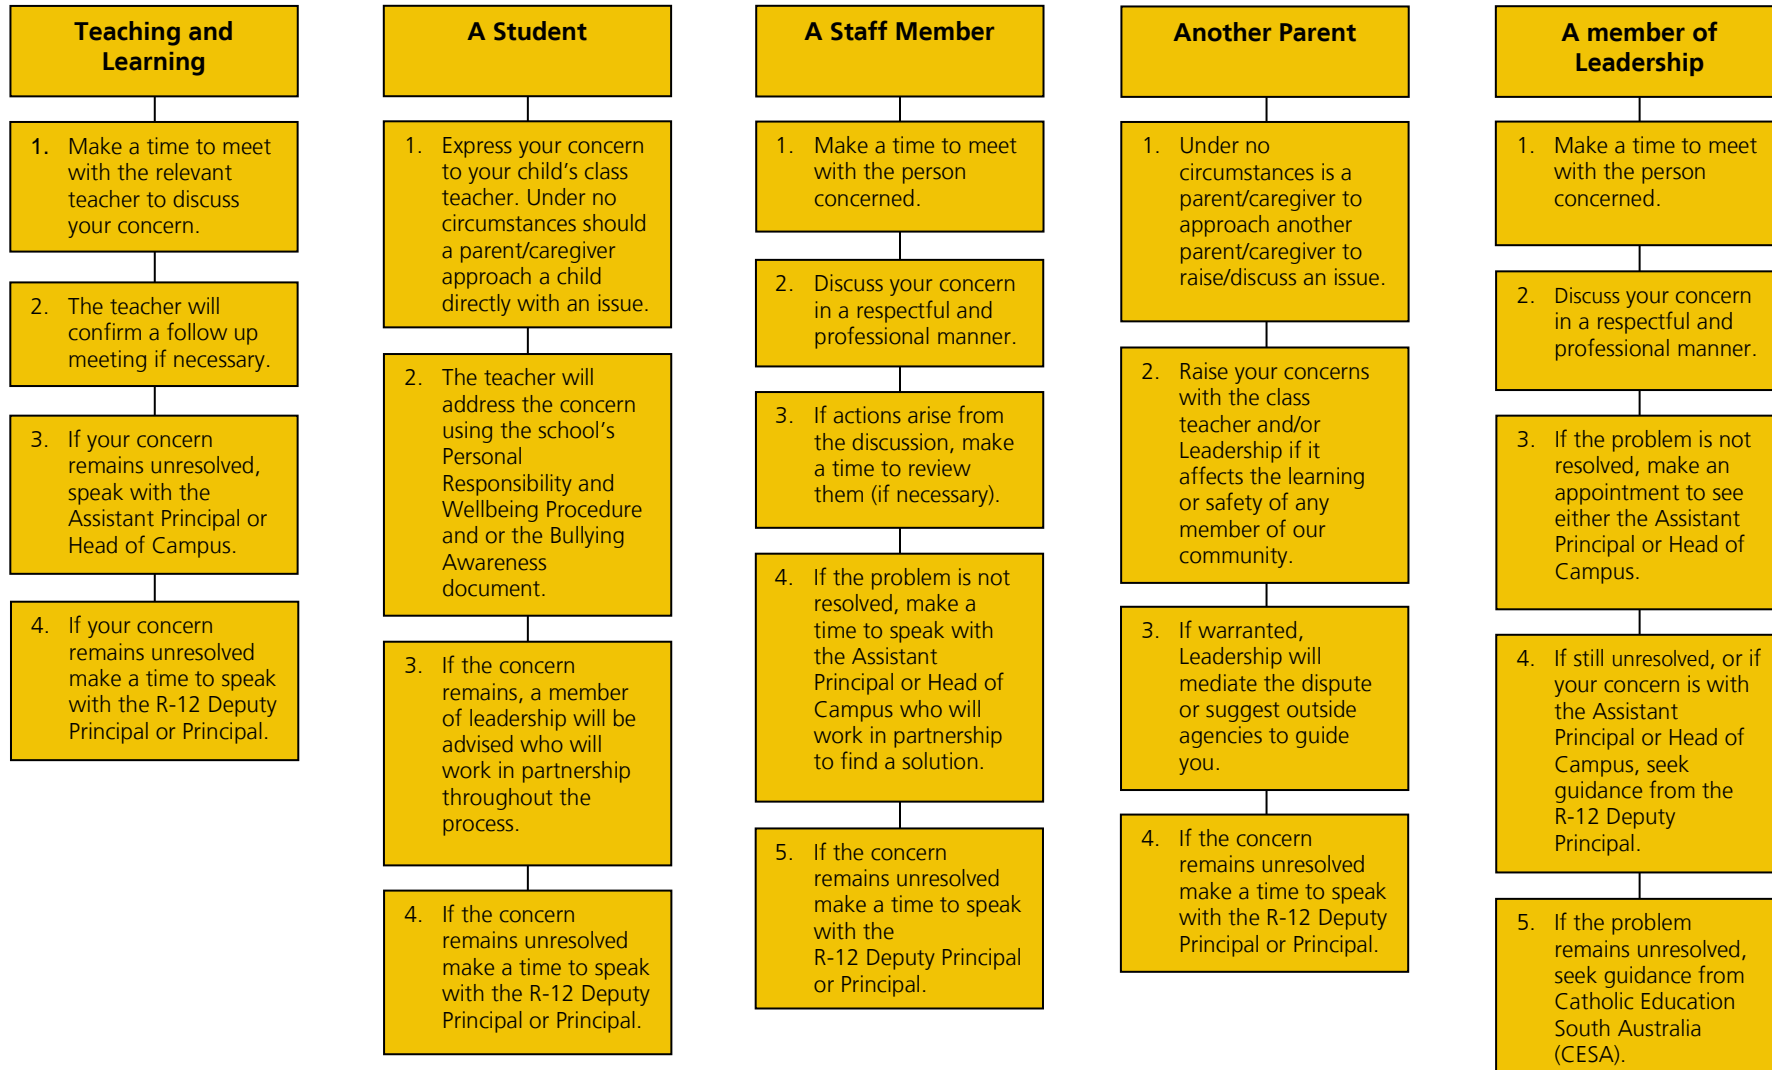 Teaching and
Learning
1. Make a time to meet
with the relevant
teacher to discuss
your concern.
2. The teacher will
confirm a follow up
meeting if necessary.
3. If your concern
remains unresolved,
speak with the
Assistant Principal or
Head of Campus.
4. If your concern
remains unresolved
make a time to speak
with the R-12 Deputy
Principal or Principal.
A Student
1. Express your concern
to your child’s class
teacher. Under no
circumstances should
a parent/caregiver
approach a child
directly with an issue.
2. The teacher will
address the concern
using the school’s
Personal
Responsibility and
Wellbeing Procedure
and or the Bullying
Awareness
document.
3. If the concern
remains, a member
of leadership will be
advised who will
work in partnership
throughout the
process.
4. If the concern
remains unresolved
make a time to speak
with the R-12 Deputy
Principal or Principal.
A Staff Member
1. Make a time to meet
with the person
concerned.
2. Discuss your concern
in a respectful and
professional manner.
3. If actions arise from
the discussion, make
a time to review
them (if necessary).
4. If the problem is not
resolved, make a
time to speak with
the Assistant
Principal or Head of
Campus who will
work in partnership
to find a solution.
5. If the concern
remains unresolved
make a time to speak
with the
R-12 Deputy Principal
or Principal.
Another Parent
1. Under no
circumstances is a
parent/caregiver to
approach another
parent/caregiver to
raise/discuss an issue.
2. Raise your concerns
with the class
teacher and/or
Leadership if it
affects the learning
or safety of any
member of our
community.
3. If warranted,
Leadership will
mediate the dispute
or suggest outside
agencies to guide
you.
4. If the concern
remains unresolved
make a time to speak
with the R-12 Deputy
Principal or Principal.
A member of
Leadership
1. Make a time to meet
with the person
concerned.
2. Discuss your concern
in a respectful and
professional manner.
3. If the problem is not
resolved, make an
appointment to see
either the Assistant
Principal or Head of
Campus.
4. If still unresolved, or if
your concern is with
the Assistant
Principal or Head of
Campus, seek
guidance from the
R-12 Deputy
Principal.
5. If the problem
remains unresolved,
seek guidance from
Catholic Education
South Australia
(CESA).